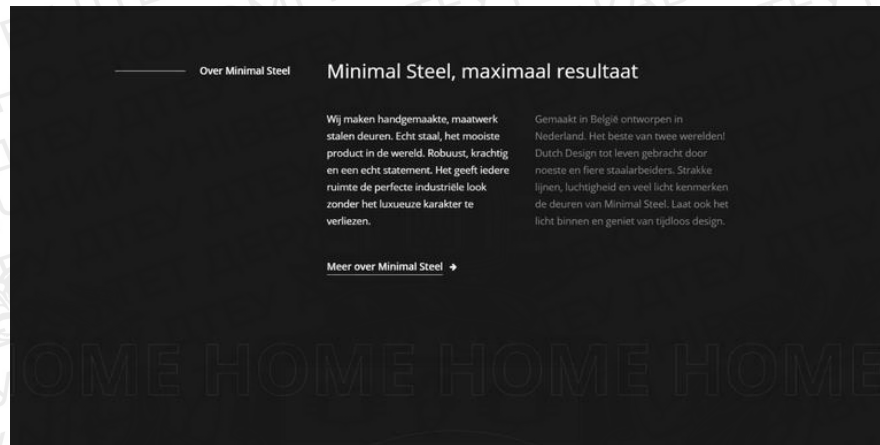 Over Minimal Steel
Minimal Steel, maximaal resultaat
Wij maken handgemaakte, maatwerk
stalen deuren. Echt staal, het mooiste
product in de wereld. Robuust, krachtig
en een echt statement. Het geeft iedere
ruimte de perfecte industriële look
zonder het luxueuze karakter te
verliezen.
Gemaakt in België ontworpen in
Nederland. Het beste van twee werelden!
Dutch Design tot leven gebracht door
noeste en fiere staalarbeiders. Strakke
lijnen, luchtigheid en veel licht kenmerken
de deuren van Minimal Steel. Laat ook het
licht binnen en geniet van tijdloos design.
Meer over Minimal Steel →
HOME HOME HOME HOME